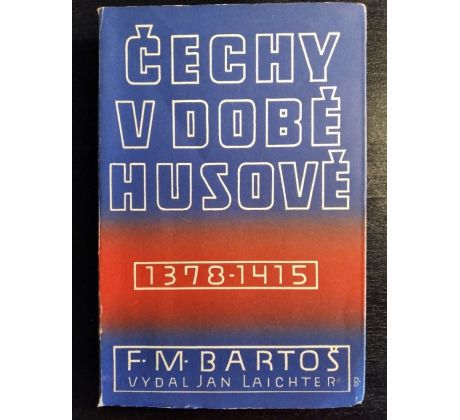 ČECHY
V DOBĚ
HUSOVĚ
1378-1415
F·M·BARTOŠ
VYDAL JAN LAICHTER
B·